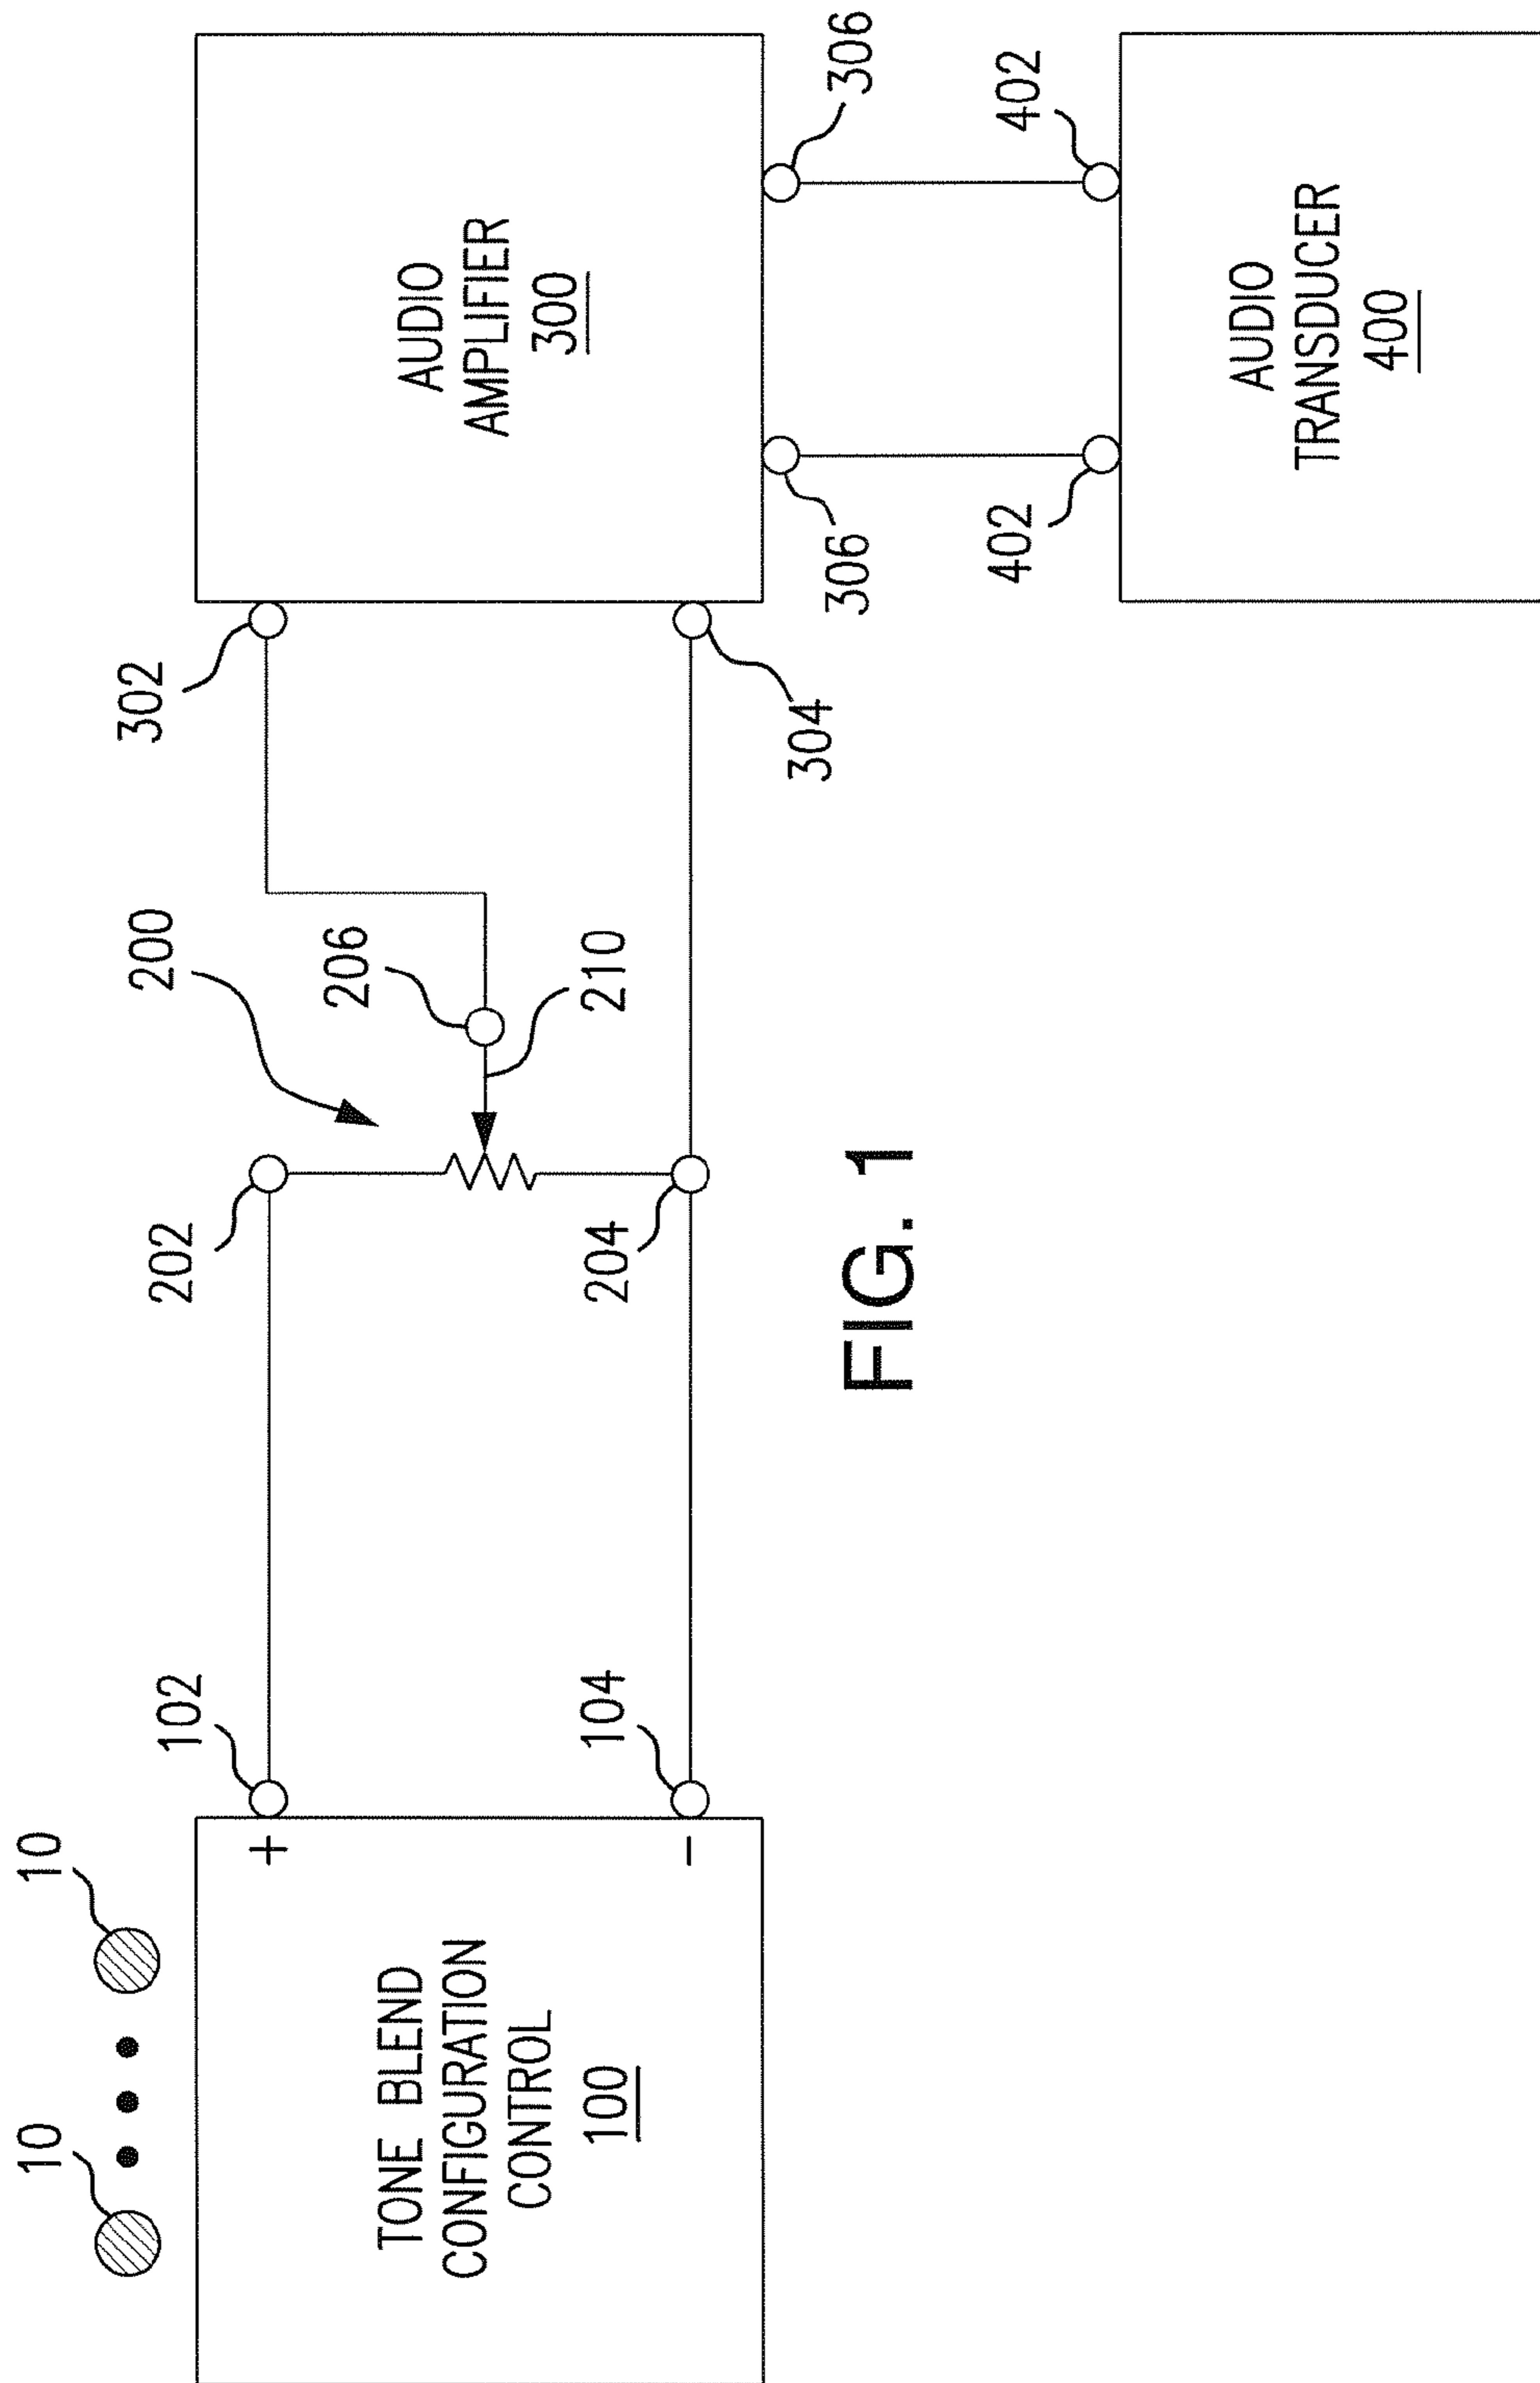 10
10
TONE BLEND
CONFIGURATION
CONTROL
100
+
-
102
104
202
204
200
206
210
302
304
AUDIO
AMPLIFIER
300
306
306
402
402
AUDIO
TRANSDUCER
400
FIG. 1